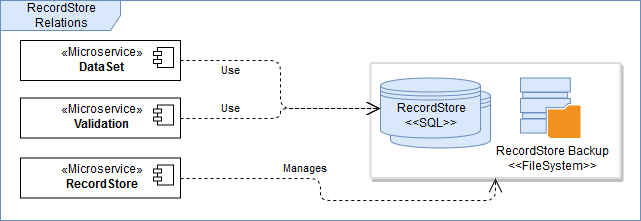 RecordStore
Relations
«Microservice»
DataSet
Use
«Microservice»
Validation
Use
«Microservice»
RecordStore
Manages
RecordStore
<<SQL>>
RecordStore Backup
<<FileSystem>>